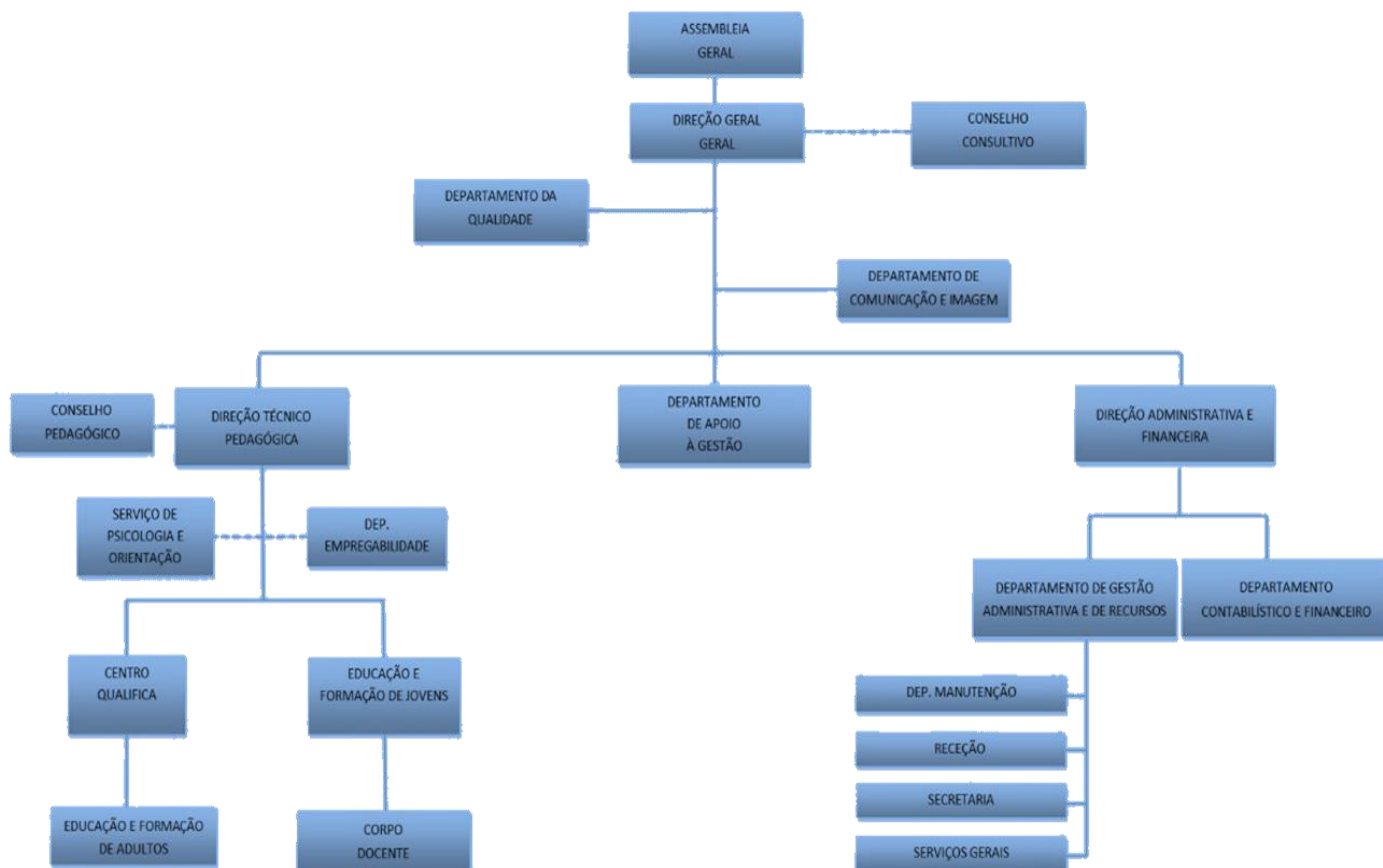 ASSEMBLEIA
GERAL
DIREÇÃO GERAL
GERAL
CONSELHO
CONSULTIVO
DEPARTAMENTO DA
QUALIDADE
DEPARTAMENTO DE
COMUNICAÇÃO E IMAGEM
CONSELHO
PEDAGÓGICO
DIREÇÃO TÉCNICO
PEDAGÓGICA
DEPARTAMENTO
DE APOIO
À GESTÃO
DIREÇÃO ADMINISTRATIVA E
FINANCEIRA
SERVIÇO DE
PSICOLOGIA E
ORIENTAÇÃO
DEP.
EMPREGABILIDADE
DEPARTAMENTO DE GESTÃO
ADMINISTRATIVA E DE RECURSOS
DEPARTAMENTO
CONTABILÍSTICO E FINANCEIRO
CENTRO
QUALIFICA
EDUCAÇÃO E
FORMAÇÃO DE JOVENS
DEP. MANUTENÇÃO
RECEÇÃO
SECRETARIA
SERVIÇOS GERAIS
EDUCAÇÃO E FORMAÇÃO
DE ADULTOS
CORPO
DOCENTE